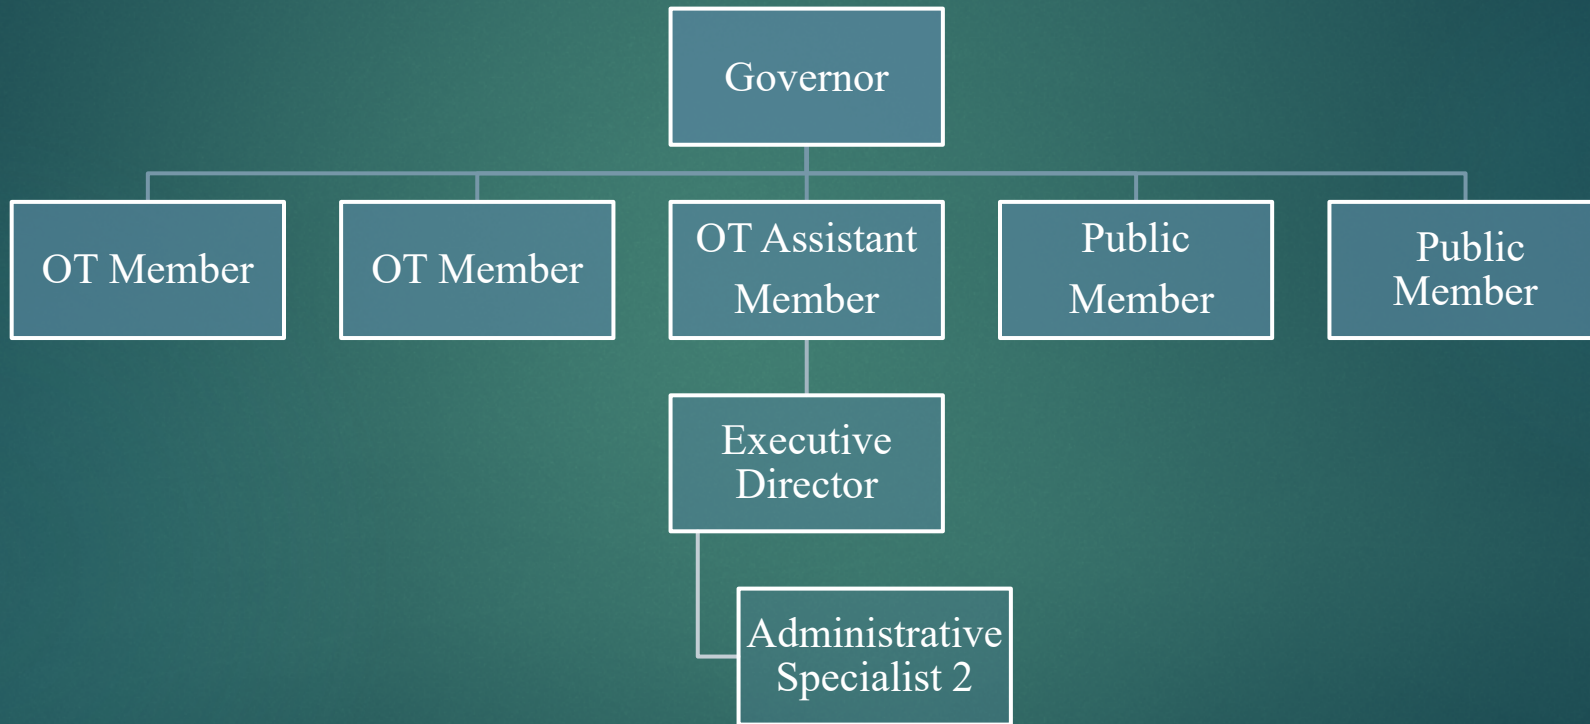 Governor
OT Member
OT Member
OT Assistant
Member
Public
Member
Public
Member
Executive
Director
Administrative
Specialist 2